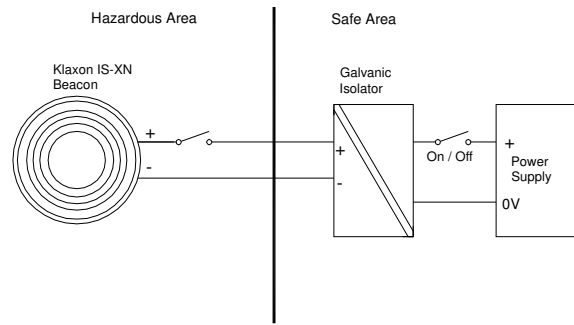 Hazardous Area
Safe Area
Klaxon IS-XN
Beacon
Galvanic
Isolator
+
-
+
-
On / Off
+
Power
Supply
0V